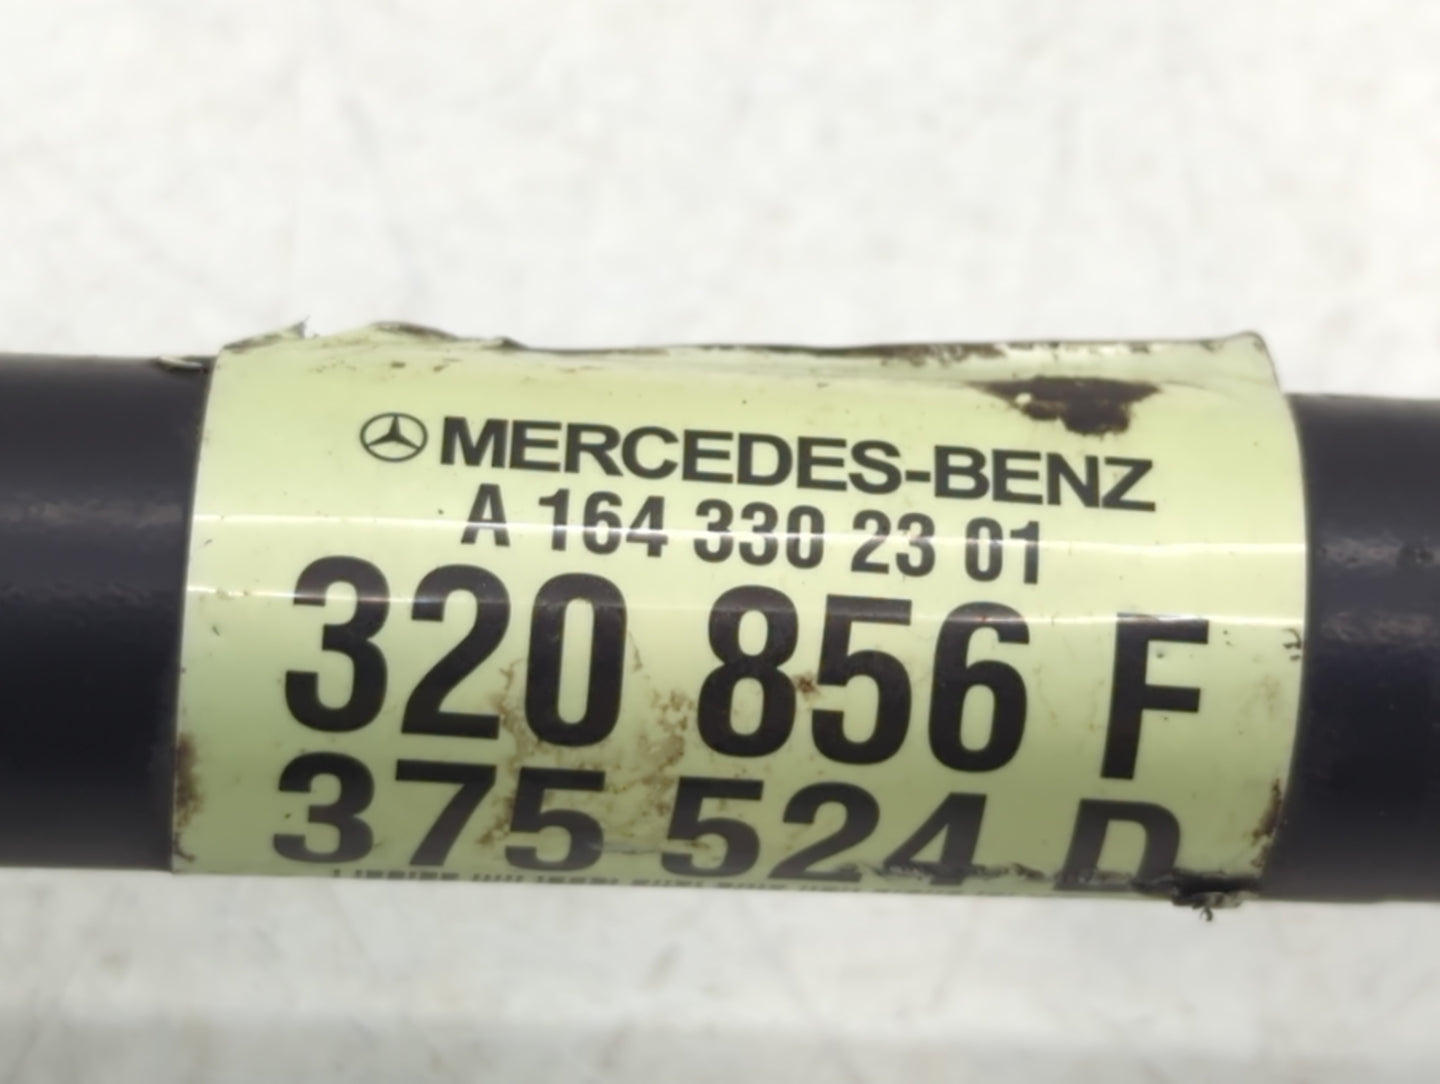 MERCEDES-BENZ
A 164 330 23 01
320 856 F
375 524 D